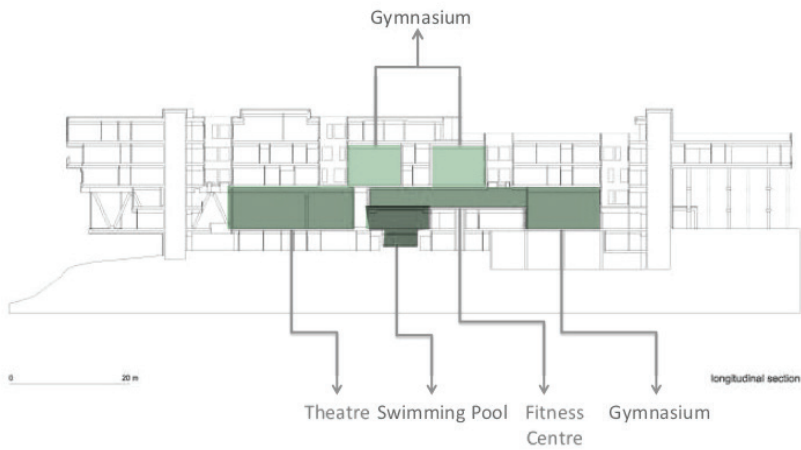 Gymnasium
0 20 m
longitudinal section
Theatre Swimming Pool Fitness Centre Gymnasium